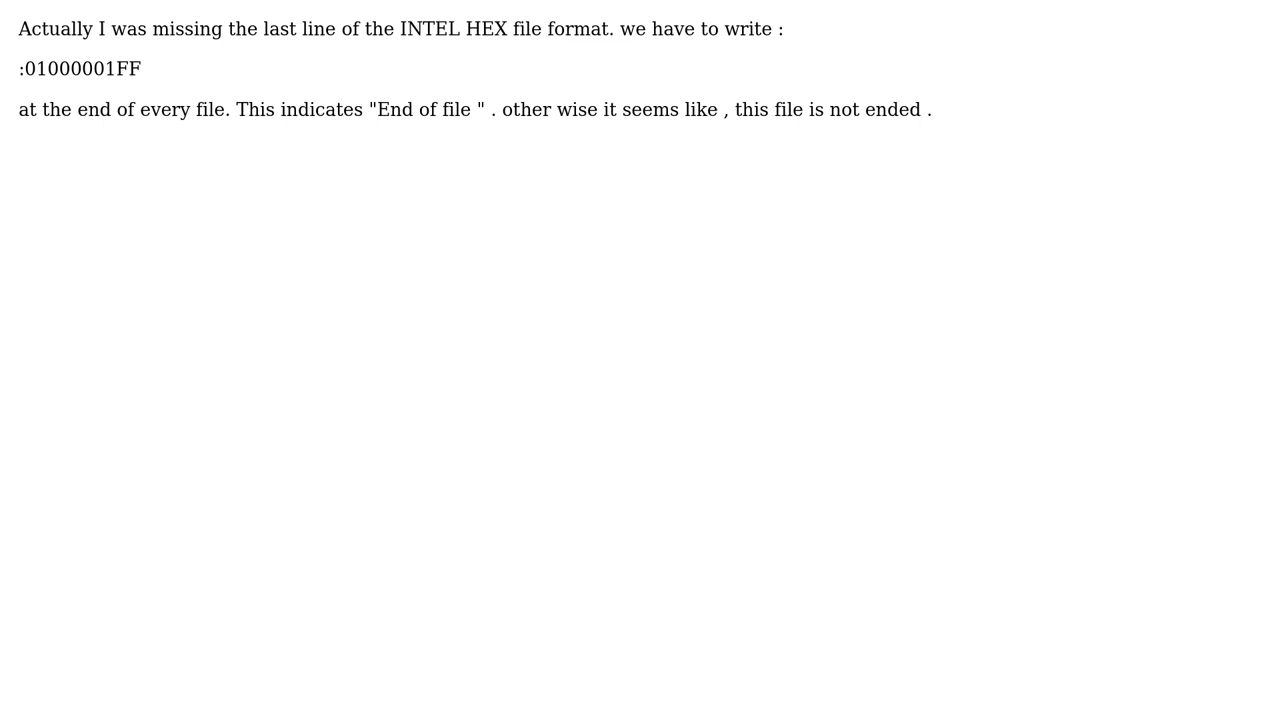 Actually I was missing the last line of the INTEL HEX file format. we have to write :
:01000001FF
at the end of every file. This indicates "End of file " . other wise it seems like , this file is not ended .